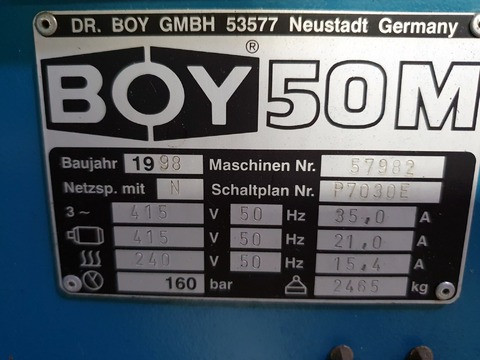 DR. BOY GMBH 53577 Neustadt Germany
BOY® 50M
Baujahr 1998 Maschinen Nr. 57982
Netzsp. mit N Schaltplan Nr. P7030E
3~ 415 V 50 Hz 35,0 A
415 V 50 Hz 21,0 A
240 V 50 Hz 15,4 A
160 bar 2465 kg